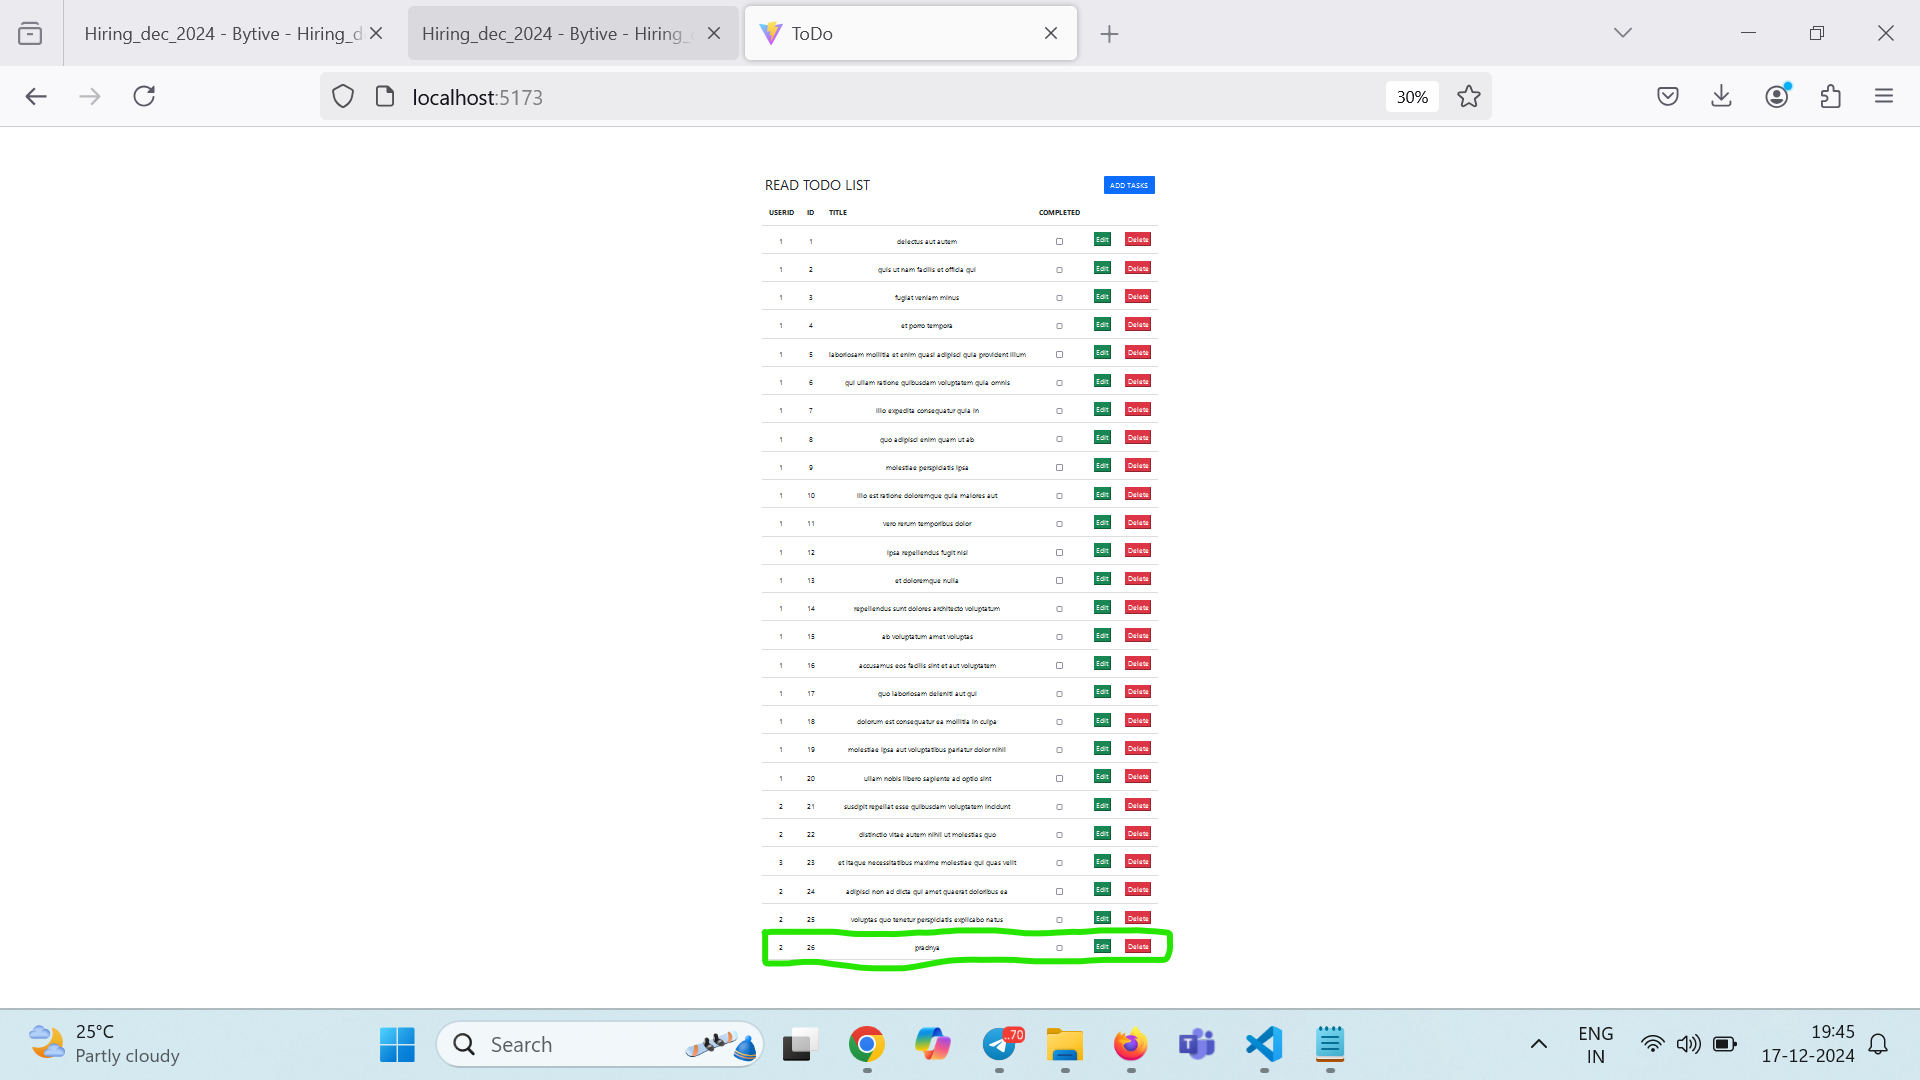 Hiring_dec_2024 - Bytive - Hiring_d
Hiring_dec_2024 - Bytive - Hiring_
ToDo
localhost:5173
30%
READ TODO LIST
ADD TASKS
USERID ID TITLE COMPLETED
1 1 delectus aut autem Edit Delete
1 2 quis ut nam facilis et officia qui Edit Delete
1 3 fugiat veniam minus Edit Delete
1 4 et porro tempora Edit Delete
1 5 laboriosam mollitia et enim quasi adipisci quia provident illum Edit Delete
1 6 qui ullam ratione quibusdam voluptatem quia omnis Edit Delete
1 7 illo expedita consequatur quia in Edit Delete
1 8 quo adipisci enim quam ut ab Edit Delete
1 9 molestiae perspiciatis ipsa Edit Delete
1 10 illo est ratione doloremque quia maiores aut Edit Delete
1 11 vero rerum temporibus dolor Edit Delete
1 12 ipsa repellendus fugit nisi Edit Delete
1 13 et doloremque nulla Edit Delete
1 14 repellendus sunt dolores architecto voluptatum Edit Delete
1 15 ab voluptatum amet voluptas Edit Delete
1 16 accusamus eos facilis sint et aut voluptatem Edit Delete
1 17 quo laboriosam deleniti aut qui Edit Delete
1 18 dolorum est consequatur ea mollitia in culpa Edit Delete
1 19 molestiae ipsa aut voluptatibus pariatur dolor nihil Edit Delete
1 20 ullam nobis libero sapiente ad optio sint Edit Delete
2 21 suscipit repellat esse quibusdam voluptatem incidunt Edit Delete
2 22 distinctio vitae autem nihil ut molestias quo Edit Delete
3 23 et itaque necessitatibus maxime molestiae qui quas velit Edit Delete
2 24 adipisci non ad dicta qui amet quaerat doloribus ea Edit Delete
2 25 voluptas quo tenetur perspiciatis explicabo natus Edit Delete
2 26 pradnya Edit Delete
25°C
Partly cloudy
Search
..70
ENG
IN
19:45
17-12-2024